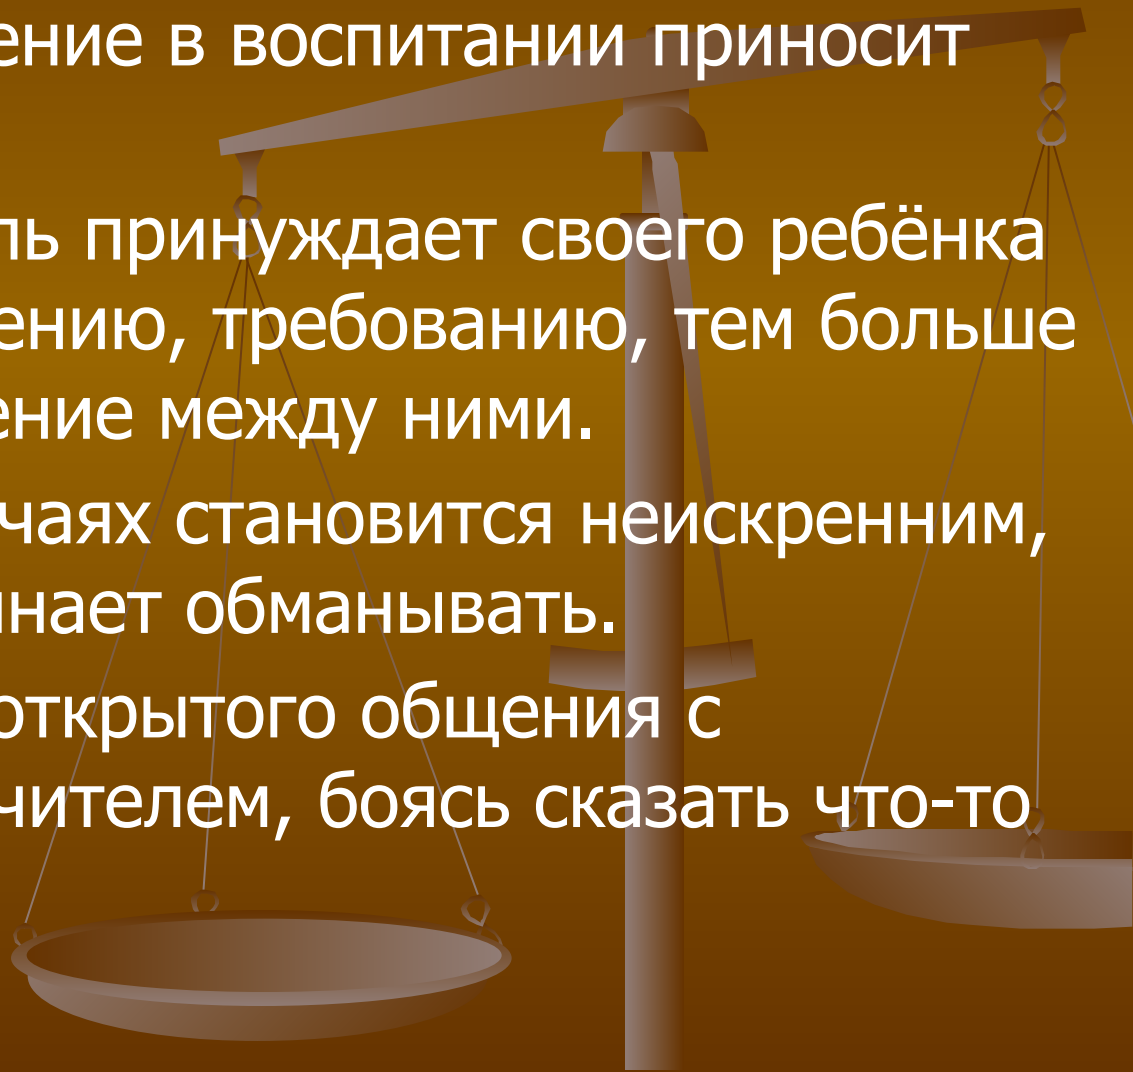 ение в воспитании приносит
ль принуждает своего ребёнка
ению, требованию, тем больше
ение между ними.
чаях становится неискренним,
инает обманывать.
открытого общения с
чителем, боясь сказать что-то